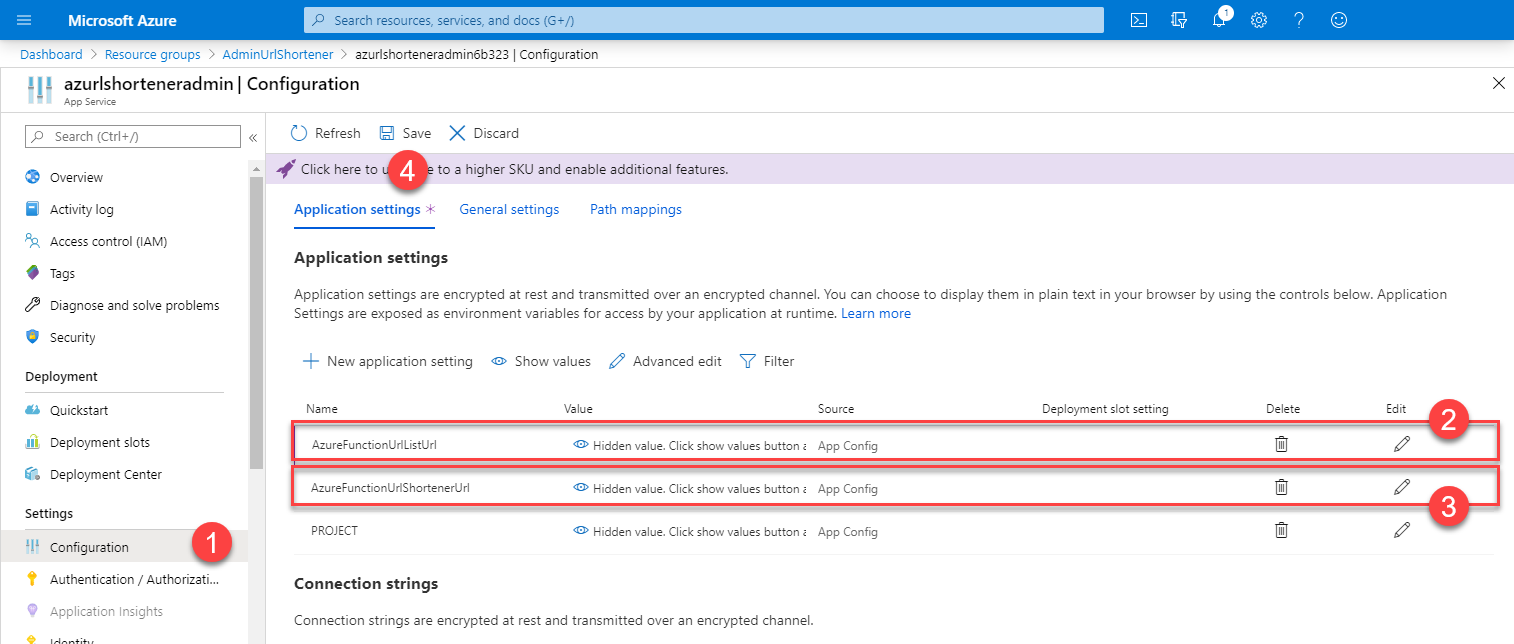 Microsoft Azure
Search resources, services, and docs (G+/)
1
Dashboard > Resource groups > AdminUrlShortener > azurlshorteneradmin6b323 | Configuration
azurlshorteneradmin | Configuration
App Service
Search (Ctrl+/)
«
Refresh
Save
Discard
Click here to u
4
e to a higher SKU and enable additional features.
Overview
Activity log
Access control (IAM)
Tags
Diagnose and solve problems
Security
Deployment
Quickstart
Deployment slots
Deployment Center
Settings
Configuration
1
Authentication / Authorizati...
Application Insights
Identity
Application settings *
General settings
Path mappings
Application settings
Application settings are encrypted at rest and transmitted over an encrypted channel. You can choose to display them in plain text in your browser by using the controls below. Application
Settings are exposed as environment variables for access by your application at runtime. Learn more
New application setting
Show values
Advanced edit
Filter
Name Value Source Deployment slot setting Delete Edit
2
AzureFunctionUrlListUrl Hidden value. Click show values button a App Config
AzureFunctionUrlShortenerUrl Hidden value. Click show values button a App Config
3
PROJECT Hidden value. Click show values button a App Config
Connection strings
Connection strings are encrypted at rest and transmitted over an encrypted channel.